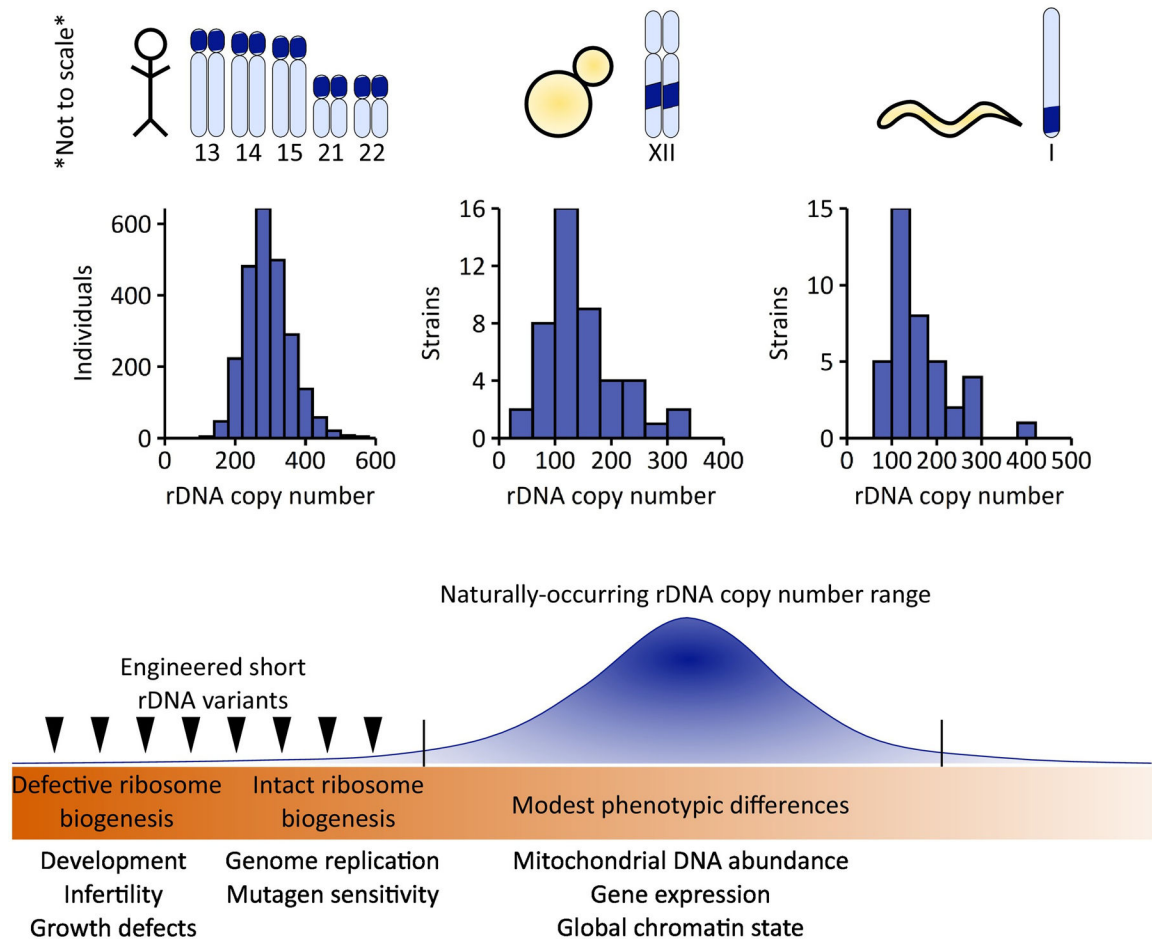 *Not to scale*
13 14 15 21 22
XII
I
Individuals
600
400
200
0
0 200 400 600
rDNA copy number
Strains
16
12
8
4
0
0 100 200 300 400
rDNA copy number
Strains
15
10
5
0
0 100 200 300 400 500
rDNA copy number
Naturally-occurring rDNA copy number range
Engineered short
rDNA variants
Defective ribosome
biogenesis
Intact ribosome
biogenesis
Modest phenotypic differences
Development
Infertility
Growth defects
Genome replication
Mutagen sensitivity
Mitochondrial DNA abundance
Gene expression
Global chromatin state